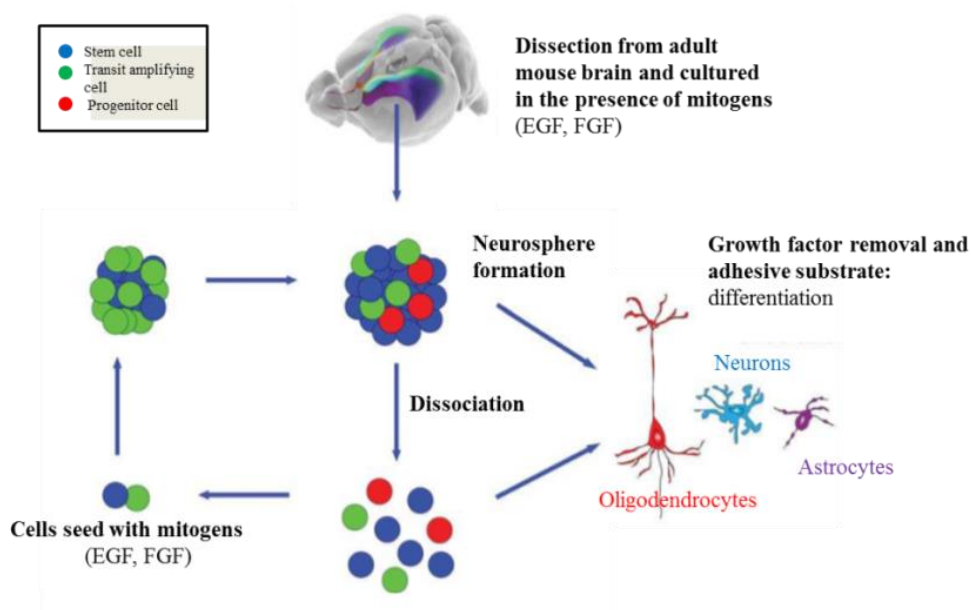 Stem cell
Transit amplifying
cell
Progenitor cell
Dissection from adult
mouse brain and cultured
in the presence of mitogens
(EGF, FGF)
Neurosphere
formation
Growth factor removal and
adhesive substrate:
differentiation
Neurons
Dissociation
Astrocytes
Oligodendrocytes
Cells seed with mitogens
(EGF, FGF)